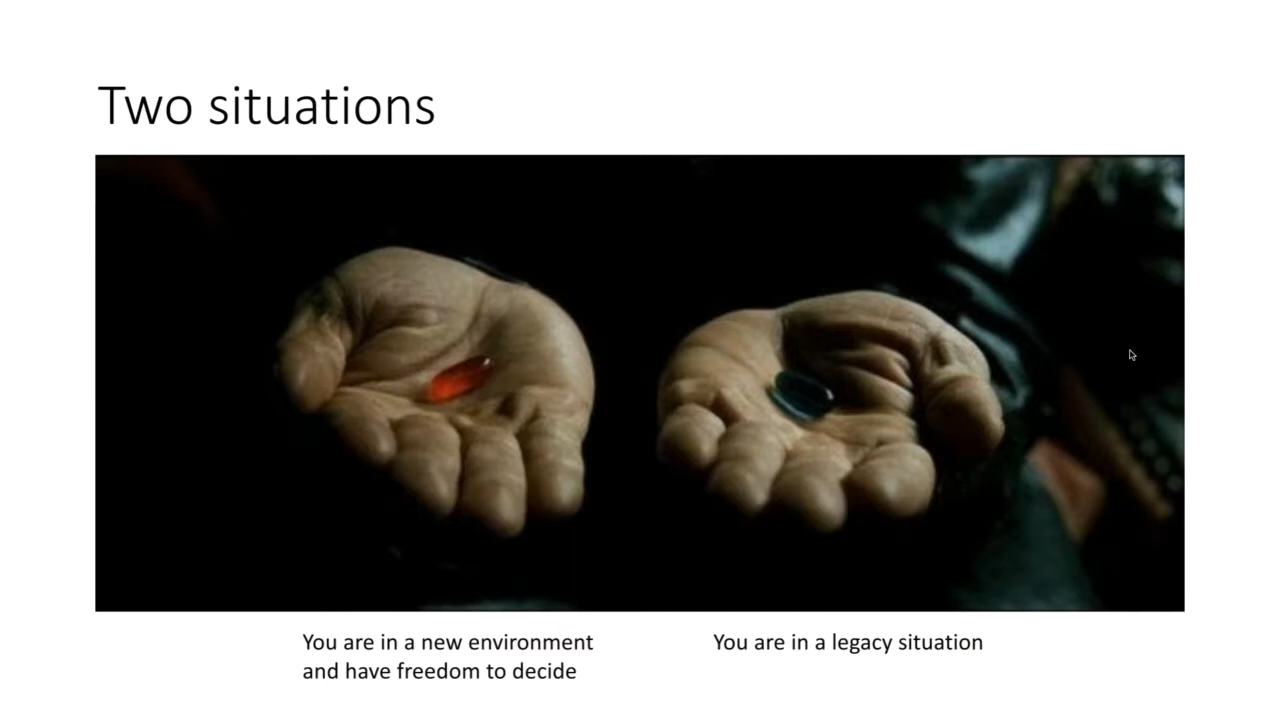 Two situations
You are in a new environment
and have freedom to decide
You are in a legacy situation